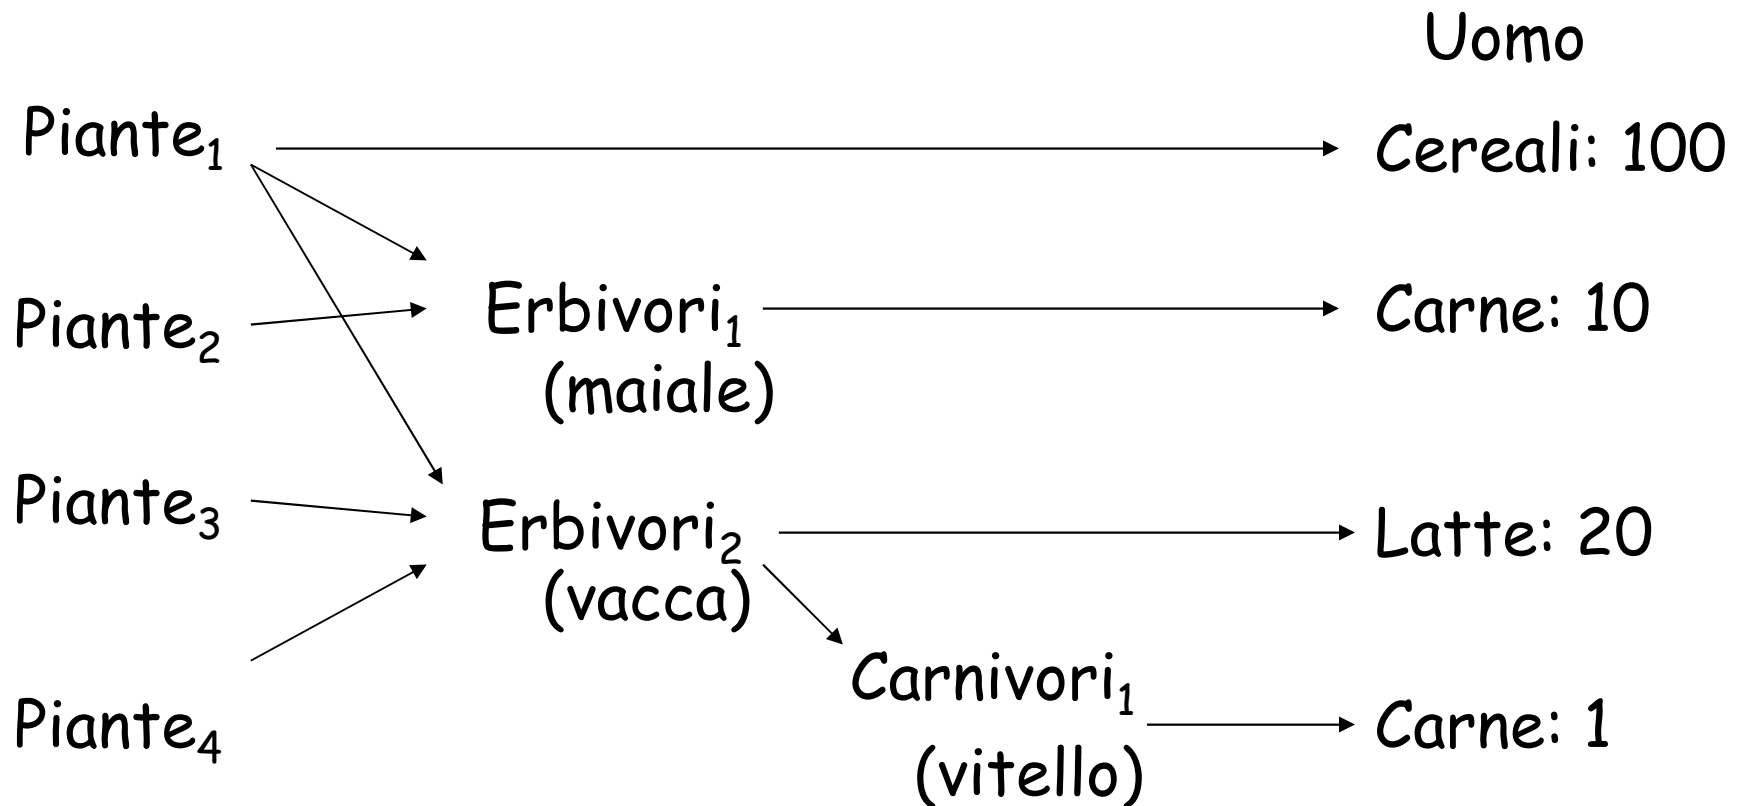 Uomo
Piante₁ Cereali: 100
Piante₂ Erbivori₁ Carne: 10
(maiale)
Piante₃ Erbivori₂ Latte: 20
(vacca)
Carnivori₁
Piante₄ Carne: 1
(vitello)